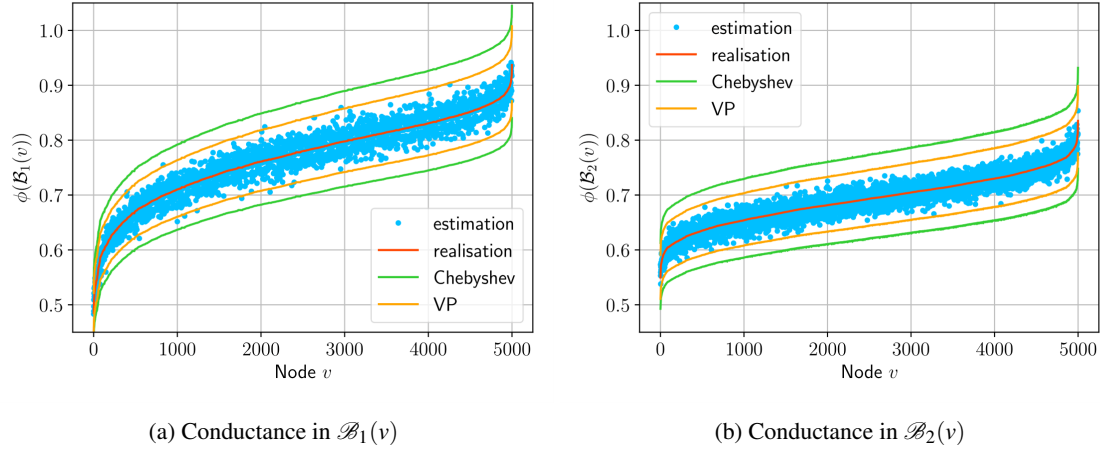 1.0
0.9
0.8
0.7
0.6
0.5
ϕ(ℬ₁(v))
estimation
realisation
Chebyshev
VP
0
1000
2000
3000
4000
5000
Node v
(a) Conductance in ℬ₁(v)
estimation
realisation
Chebyshev
VP
1.0
0.9
0.8
0.7
0.6
0.5
ϕ(ℬ₂(v))
0
1000
2000
3000
4000
5000
Node v
(b) Conductance in ℬ₂(v)